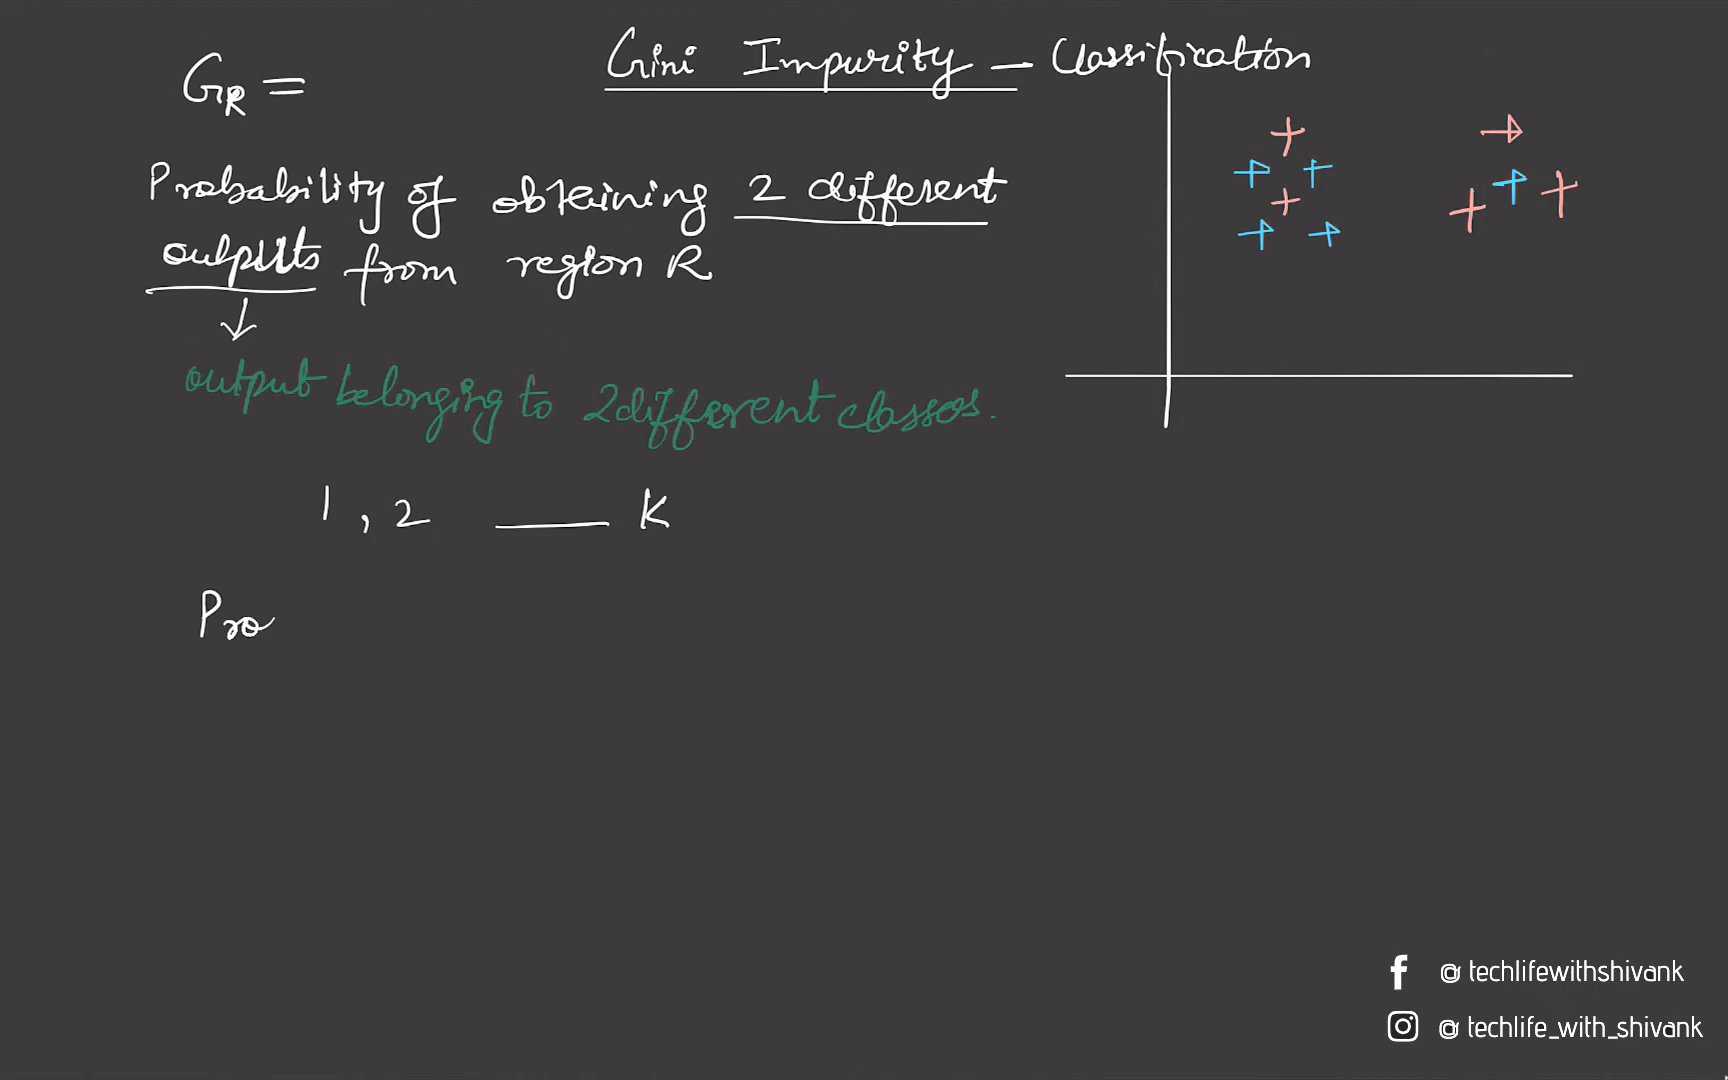 Gini Impurity - Classification
G_R =
Probability of obtaining 2 different
outputs from region R
output belonging to 2 different classes.
1, 2 ___ K
Pro
@ techlifewithshivank
@ techlife_with_shivank